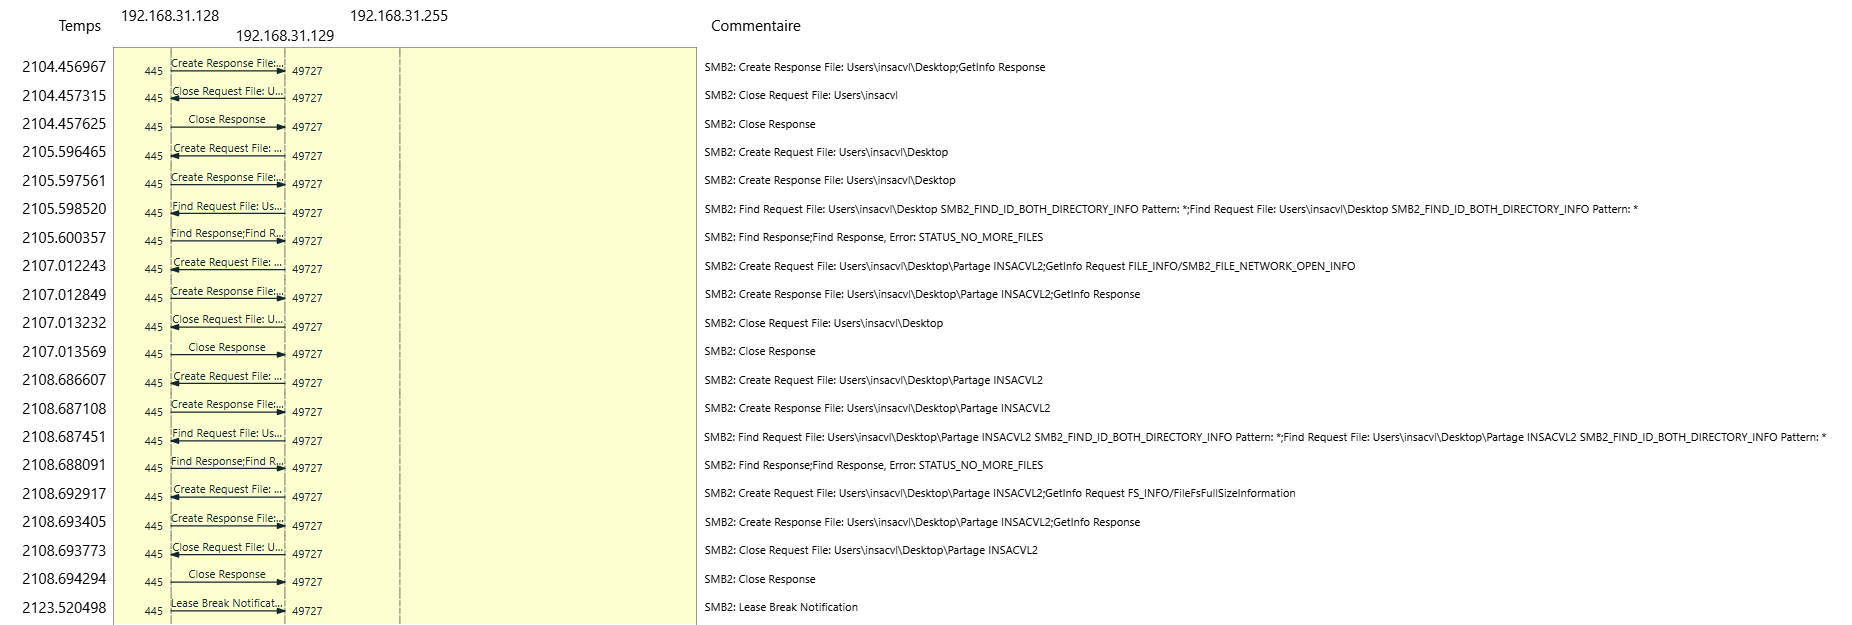 192.168.31.128 192.168.31.255
Temps 192.168.31.129 Commentaire
2104.456967 445 Create Response File:... 49727 SMB2: Create Response File: Users\insacvl\Desktop;GetInfo Response
2104.457315 445 Close Request File: U... 49727 SMB2: Close Request File: Users\insacvl
2104.457625 445 Close Response 49727 SMB2: Close Response
2105.596465 445 Create Request File: ... 49727 SMB2: Create Request File: Users\insacvl\Desktop
2105.597561 445 Create Response File:... 49727 SMB2: Create Response File: Users\insacvl\Desktop
2105.598520 445 Find Request File: Us... 49727 SMB2: Find Request File: Users\insacvl\Desktop SMB2_FIND_ID_BOTH_DIRECTORY_INFO Pattern: *;Find Request File: Users\insacvl\Desktop SMB2_FIND_ID_BOTH_DIRECTORY_INFO Pattern: *
2105.600357 445 Find Response;Find R... 49727 SMB2: Find Response;Find Response, Error: STATUS_NO_MORE_FILES
2107.012243 445 Create Request File: ... 49727 SMB2: Create Request File: Users\insacvl\Desktop\Partage INSACVL2;GetInfo Request FILE_INFO/SMB2_FILE_NETWORK_OPEN_INFO
2107.012849 445 Create Response File:... 49727 SMB2: Create Response File: Users\insacvl\Desktop\Partage INSACVL2;GetInfo Response
2107.013232 445 Close Request File: U... 49727 SMB2: Close Request File: Users\insacvl\Desktop
2107.013569 445 Close Response 49727 SMB2: Close Response
2108.686607 445 Create Request File: ... 49727 SMB2: Create Request File: Users\insacvl\Desktop\Partage INSACVL2
2108.687108 445 Create Response File:... 49727 SMB2: Create Response File: Users\insacvl\Desktop\Partage INSACVL2
2108.687451 445 Find Request File: Us... 49727 SMB2: Find Request File: Users\insacvl\Desktop\Partage INSACVL2 SMB2_FIND_ID_BOTH_DIRECTORY_INFO Pattern: *;Find Request File: Users\insacvl\Desktop\Partage INSACVL2 SMB2_FIND_ID_BOTH_DIRECTORY_INFO Pattern: *
2108.688091 445 Find Response;Find R... 49727 SMB2: Find Response;Find Response, Error: STATUS_NO_MORE_FILES
2108.692917 445 Create Request File: ... 49727 SMB2: Create Request File: Users\insacvl\Desktop\Partage INSACVL2;GetInfo Request FS_INFO/FileFsFullSizeInformation
2108.693405 445 Create Response File:... 49727 SMB2: Create Response File: Users\insacvl\Desktop\Partage INSACVL2;GetInfo Response
2108.693773 445 Close Request File: U... 49727 SMB2: Close Request File: Users\insacvl\Desktop\Partage INSACVL2
2108.694294 445 Close Response 49727 SMB2: Close Response
2123.520498 445 Lease Break Notificat... 49727 SMB2: Lease Break Notification